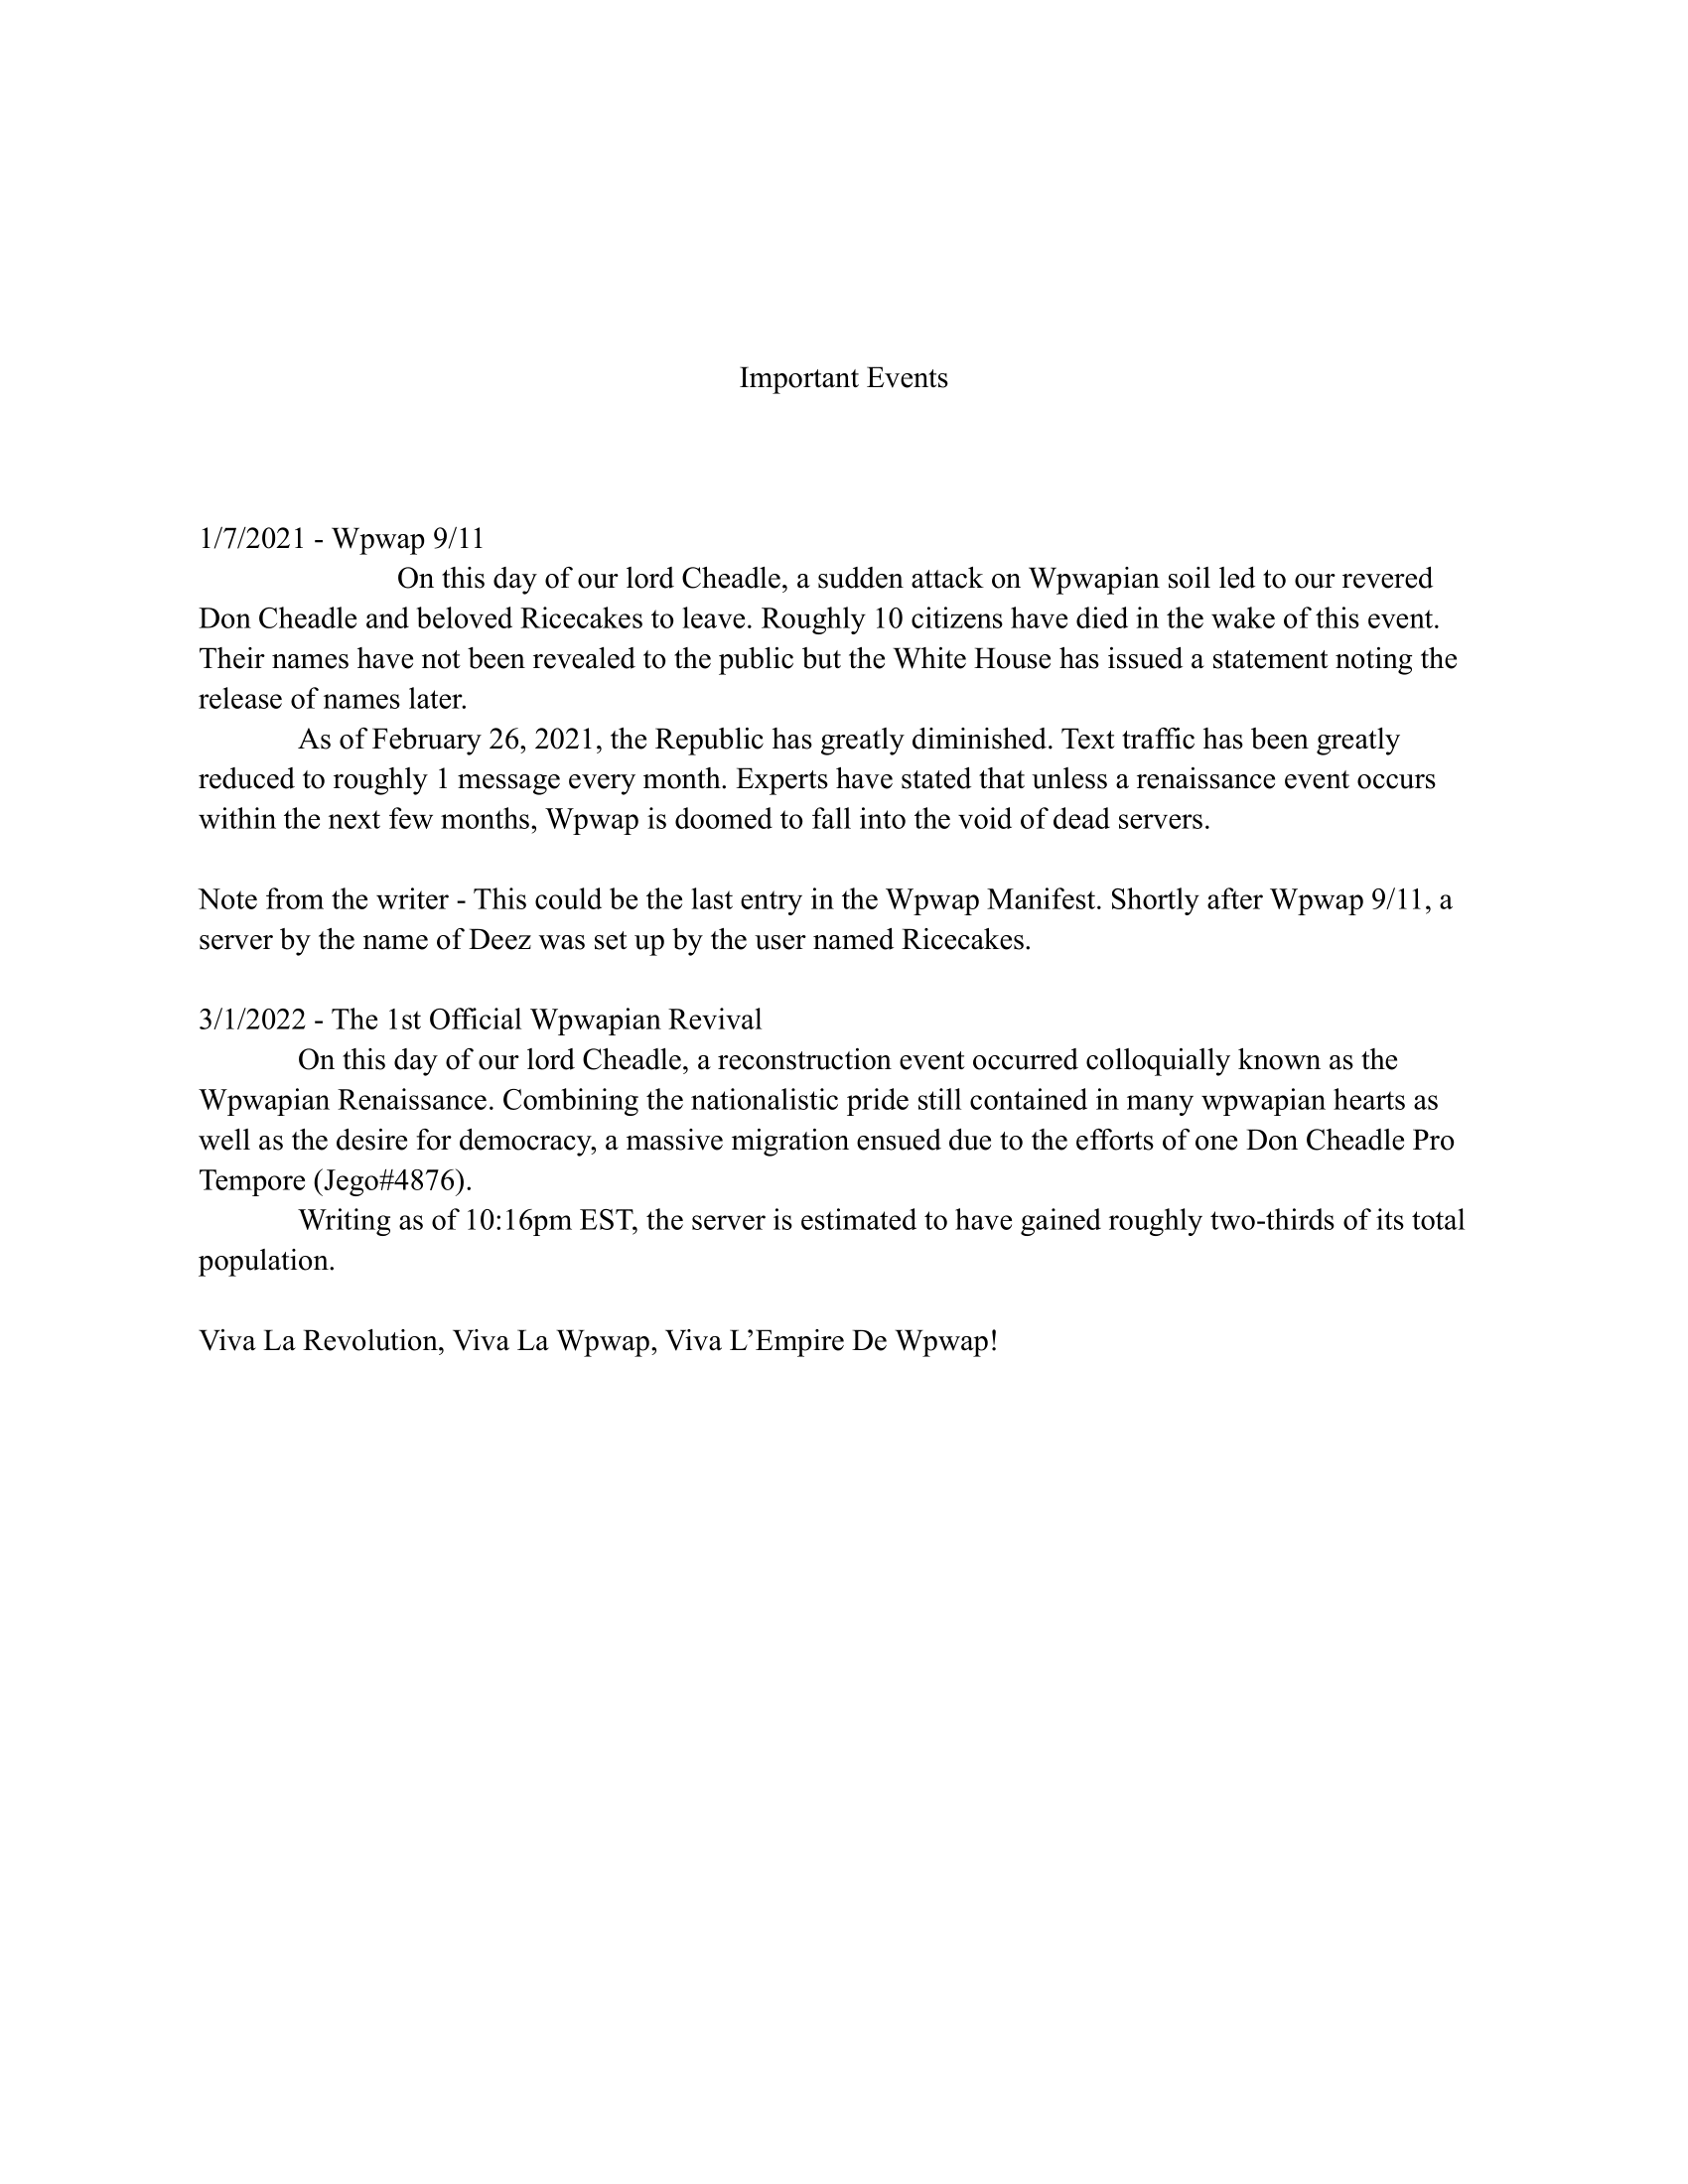 Important Events
1/7/2021 - Wpwap 9/11
On this day of our lord Cheadle, a sudden attack on Wpwapian soil led to our revered
Don Cheadle and beloved Ricecakes to leave. Roughly 10 citizens have died in the wake of this event.
Their names have not been revealed to the public but the White House has issued a statement noting the
release of names later.
As of February 26, 2021, the Republic has greatly diminished. Text traffic has been greatly
reduced to roughly 1 message every month. Experts have stated that unless a renaissance event occurs
within the next few months, Wpwap is doomed to fall into the void of dead servers.
Note from the writer - This could be the last entry in the Wpwap Manifest. Shortly after Wpwap 9/11, a
server by the name of Deez was set up by the user named Ricecakes.
3/1/2022 - The 1st Official Wpwapian Revival
On this day of our lord Cheadle, a reconstruction event occurred colloquially known as the
Wpwapian Renaissance. Combining the nationalistic pride still contained in many wpwapian hearts as
well as the desire for democracy, a massive migration ensued due to the efforts of one Don Cheadle Pro
Tempore (Jego#4876).
Writing as of 10:16pm EST, the server is estimated to have gained roughly two-thirds of its total
population.
Viva La Revolution, Viva La Wpwap, Viva L’Empire De Wpwap!